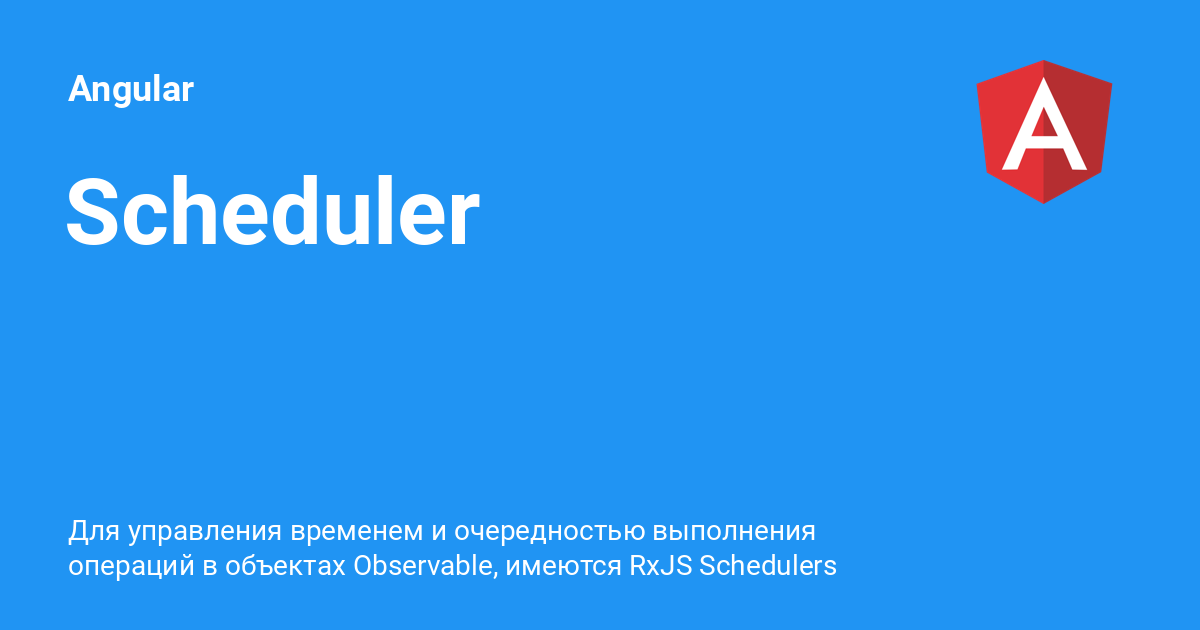 Angular
Scheduler
Для управления временем и очередностью выполнения
операций в объектах Observable, имеются RxJS Schedulers